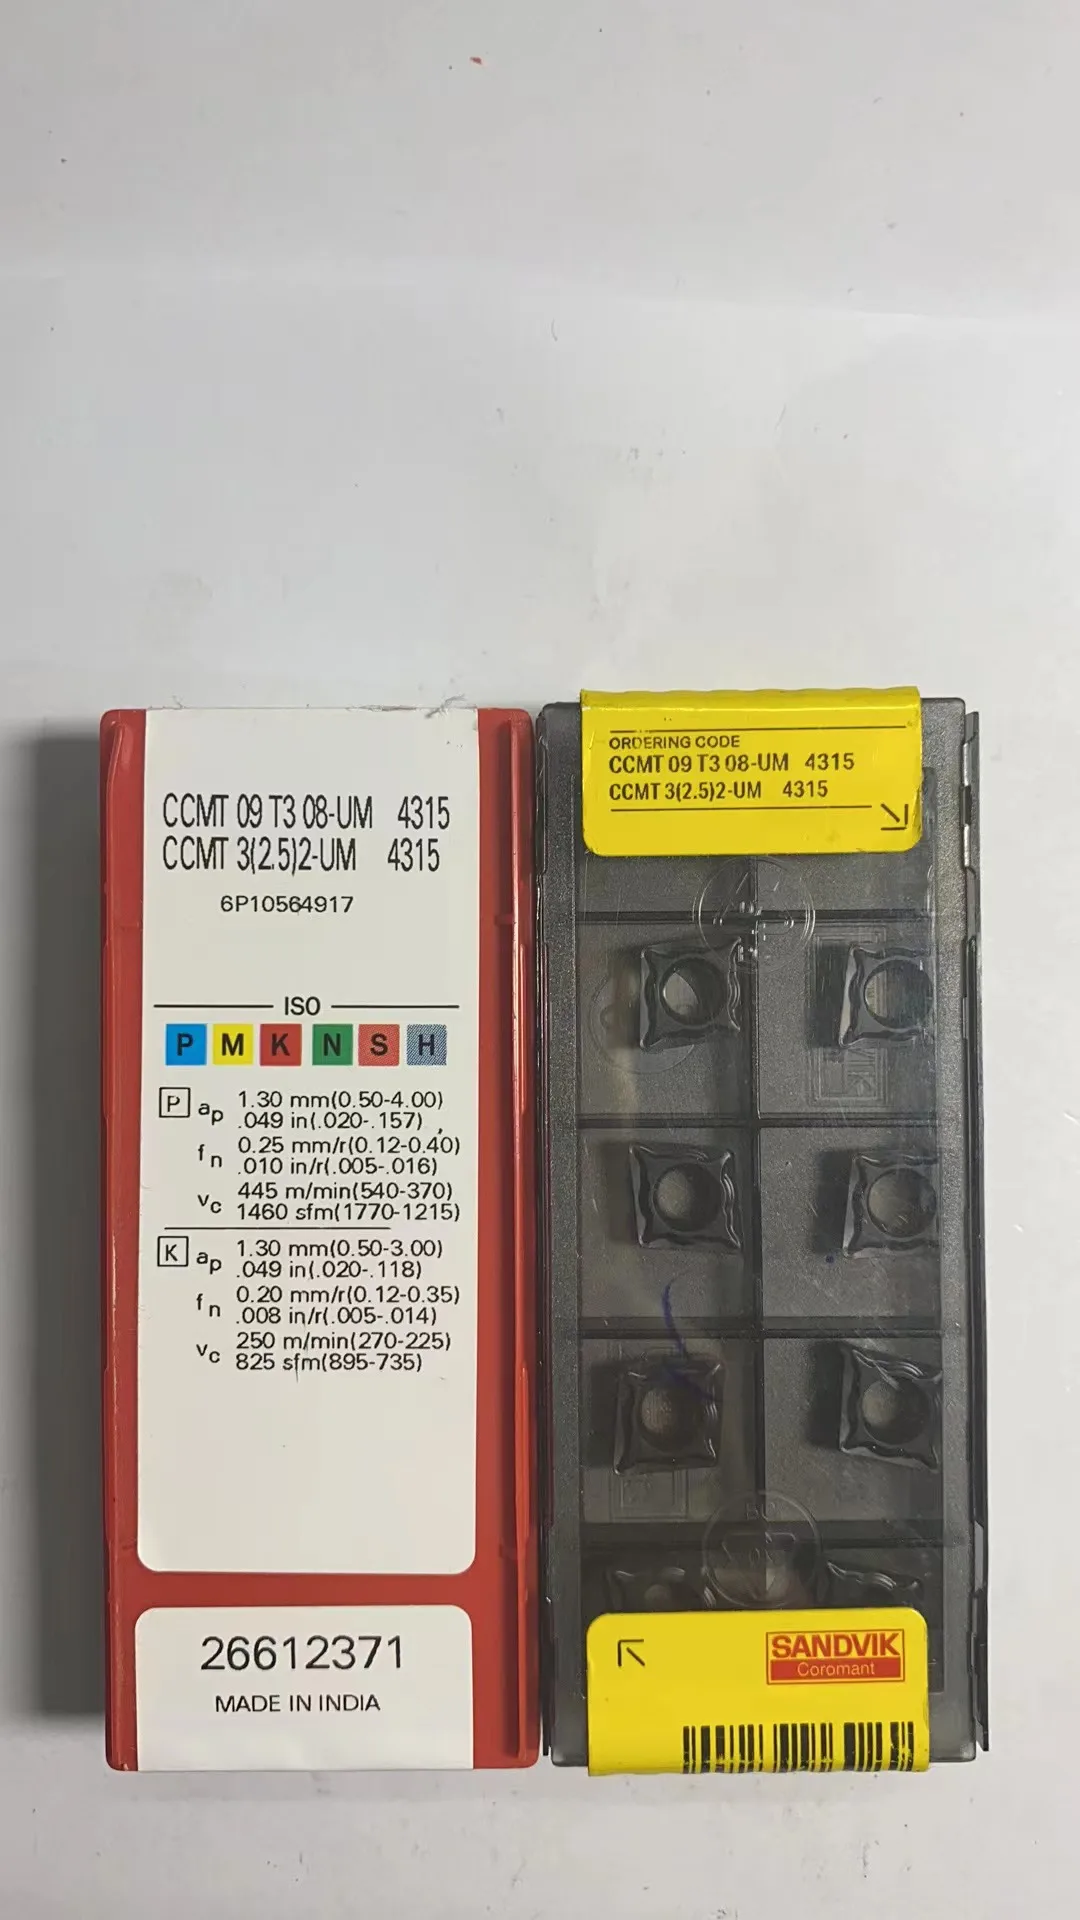 CCMT 09 T3 08-UM 4315
CCMT 3(2.5)2-UM 4315
6P10564917
ISO
P M K N S H
P ap 1.30 mm(0.50-4.00)
.049 in(.020-.157)
fn 0.25 mm/r(0.12-0.40)
.010 in/r(.005-.016)
vc 445 m/min(540-370)
1460 sfm(1770-1215)
K ap 1.30 mm(0.50-3.00)
.049 in(.020-.118)
fn 0.20 mm/r(0.12-0.35)
.008 in/r(.005-.014)
vc 250 m/min(270-225)
825 sfm(895-735)
26612371
MADE IN INDIA
ORDERING CODE
CCMT 09 T3 08-UM 4315
CCMT 3(2.5)2-UM 4315
SANDVIK
Coromant